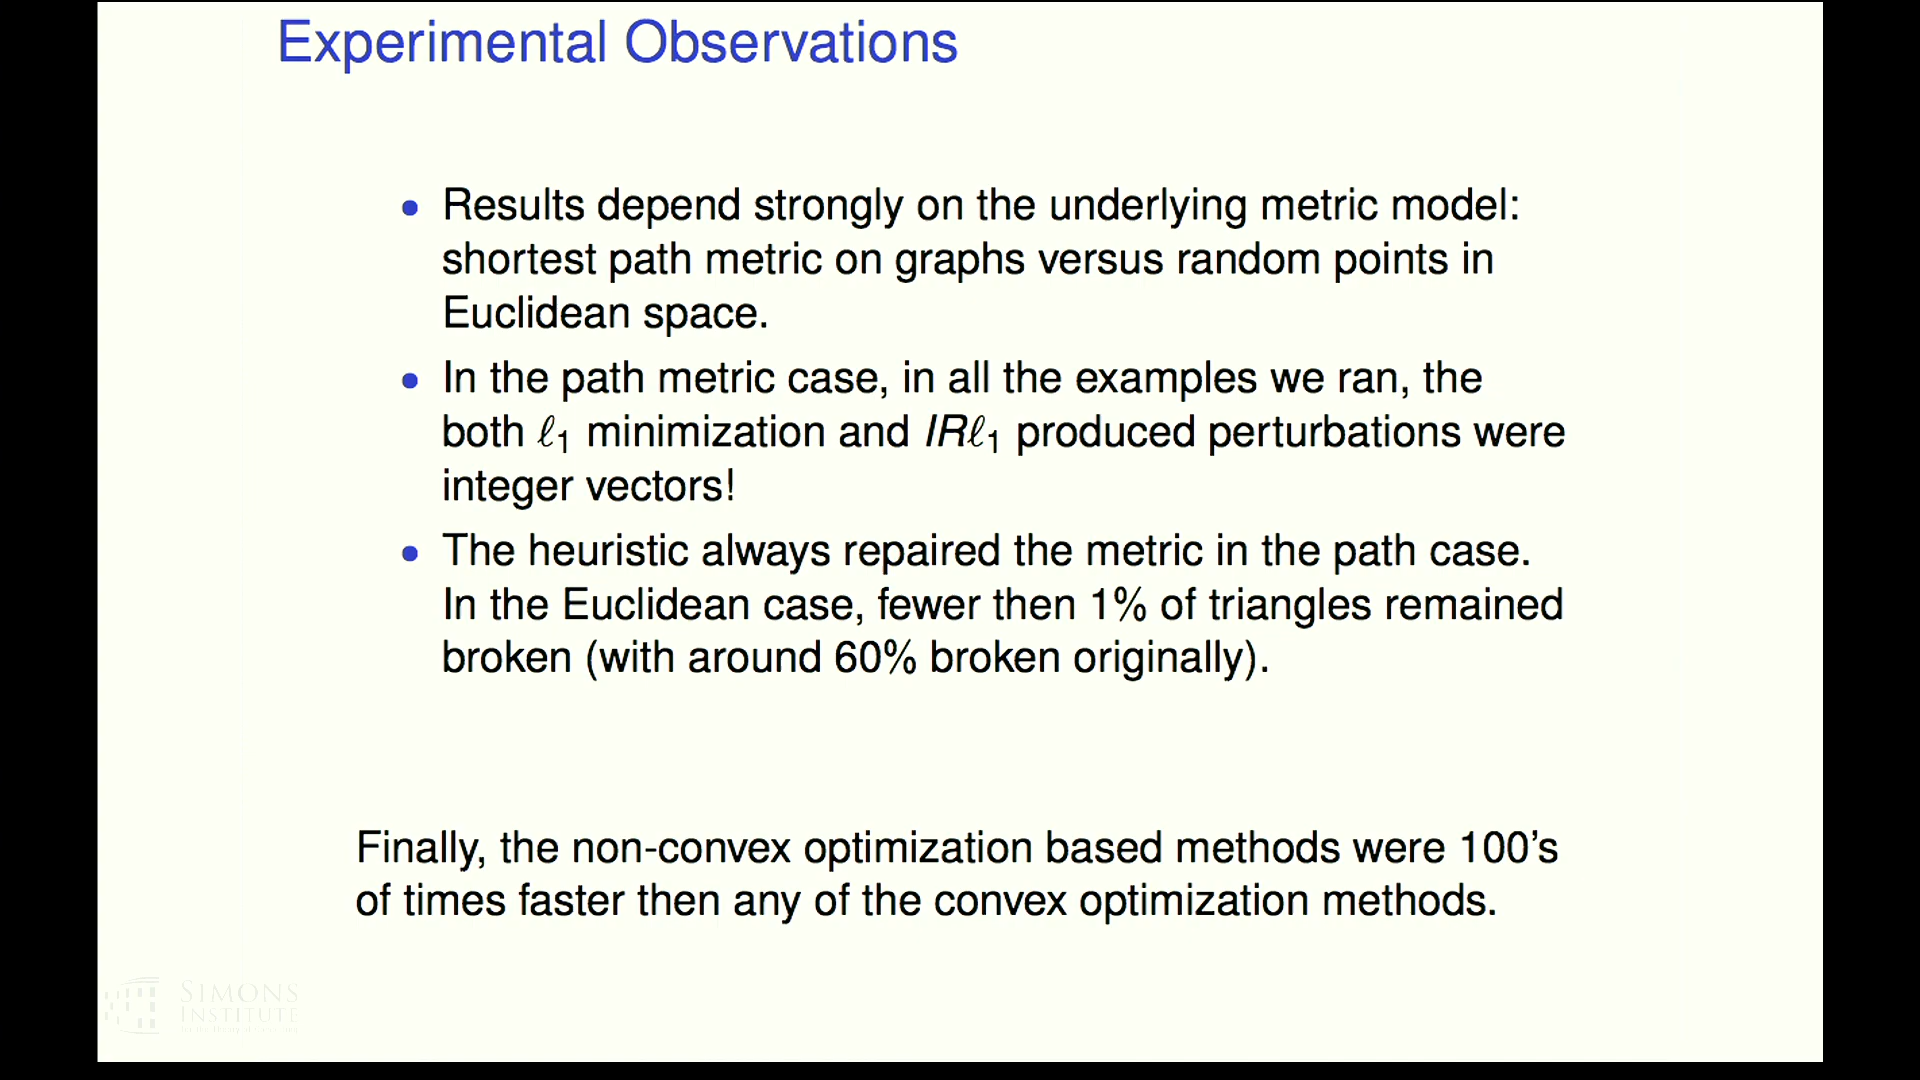 Experimental Observations
• Results depend strongly on the underlying metric model:
shortest path metric on graphs versus random points in
Euclidean space.
• In the path metric case, in all the examples we ran, the
both ℓ₁ minimization and IRℓ₁ produced perturbations were
integer vectors!
• The heuristic always repaired the metric in the path case.
In the Euclidean case, fewer then 1% of triangles remained
broken (with around 60% broken originally).
Finally, the non-convex optimization based methods were 100's
of times faster then any of the convex optimization methods.
SIMONS
INSTITUTE